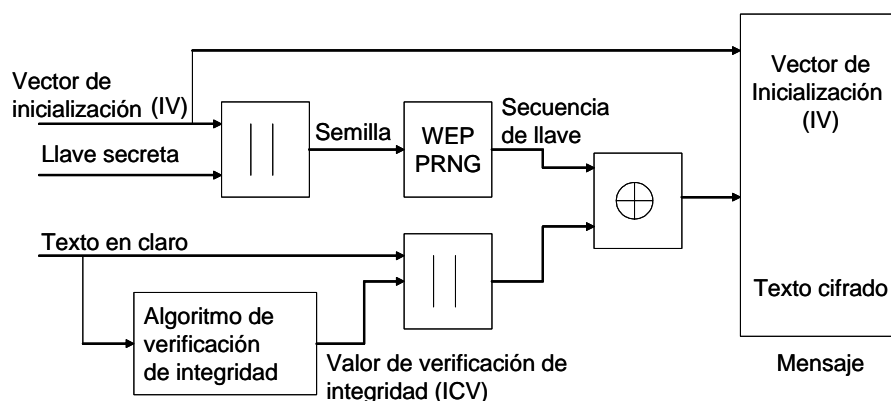 Vector de
inicialización (IV)
Llave secreta
Semilla
WEP
PRNG
Secuencia
de llave
Vector de
Inicialización
(IV)
Texto en claro
Algoritmo de
verificación
de integridad
Valor de verificación de
integridad (ICV)
Texto cifrado
Mensaje